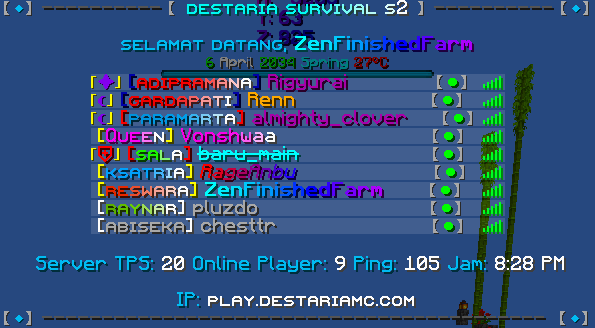 DESTARIA SURVIVAL S2
SELAMAT DATANG, ZenFinishedFarm
6 April 2034 Spring 27°C
[ADIPRAMANA] Rigyurai
[GARDAPATI] Renn
[PARAMARTA] almighty_clover
[QUEEN] Vonshwaa
[SALA] baru_main
[KSATRIA] RageAnbu
[RESWARA] ZenFinishedFarm
[RAYNAR] pluzdo
[ABISEKA] chesttr
Server TPS: 20 Online Player: 9 Ping: 105 Jam: 8:28 PM
IP: PLAY.DESTARIAMC.COM